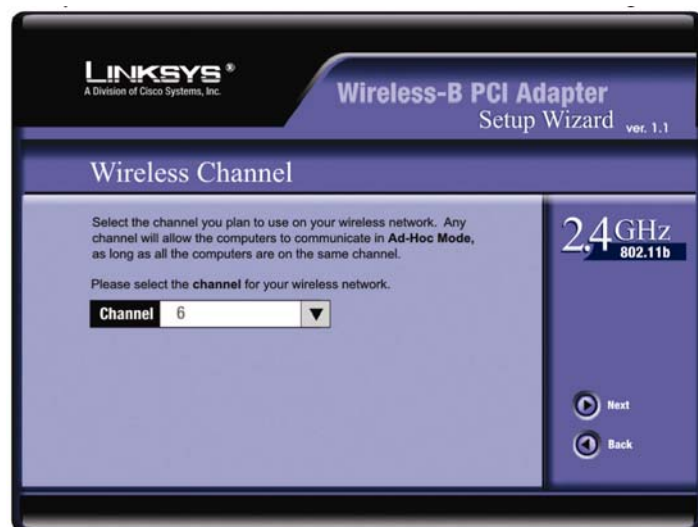 LINKSYS®
A Division of Cisco Systems, Inc.
Wireless-B PCI Adapter
Setup Wizard ver. 1.1
Wireless Channel
Select the channel you plan to use on your wireless network. Any
channel will allow the computers to communicate in Ad-Hoc Mode,
as long as all the computers are on the same channel.
Please select the channel for your wireless network.
Channel 6
2.4 GHz
802.11b
Next
Back